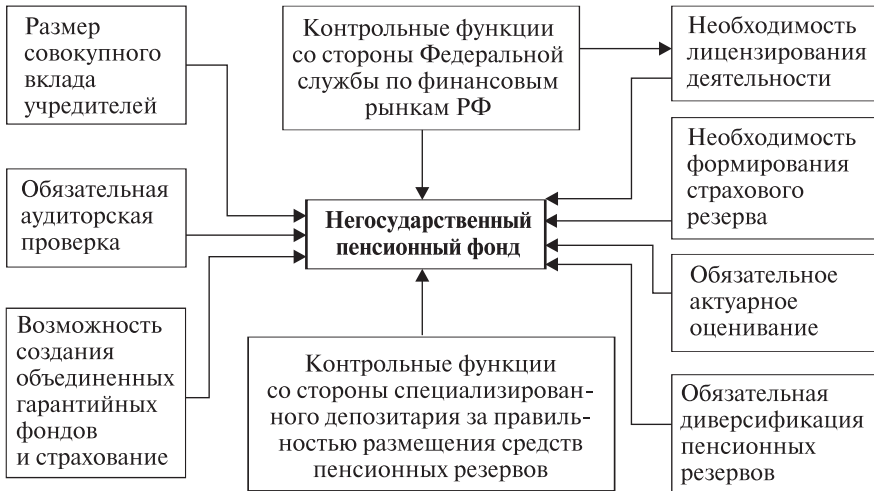 Размер
совокупного
вклада
учредителей
Контрольные функции
со стороны Федеральной
службы по финансовым
рынкам РФ
Необходимость
лицензирования
деятельности
Обязательная
аудиторская
проверка
Негосударственный
пенсионный фонд
Необходимость
формирования
страхового
резерва
Возможность
создания
объединенных
гарантийных
фондов
и страхование
Контрольные функции
со стороны специализирован-
ного депозитария за правиль-
ностью размещения средств
пенсионных резервов
Обязательное
актуарное
оценивание
Обязательная
диверсификация
пенсионных
резервов